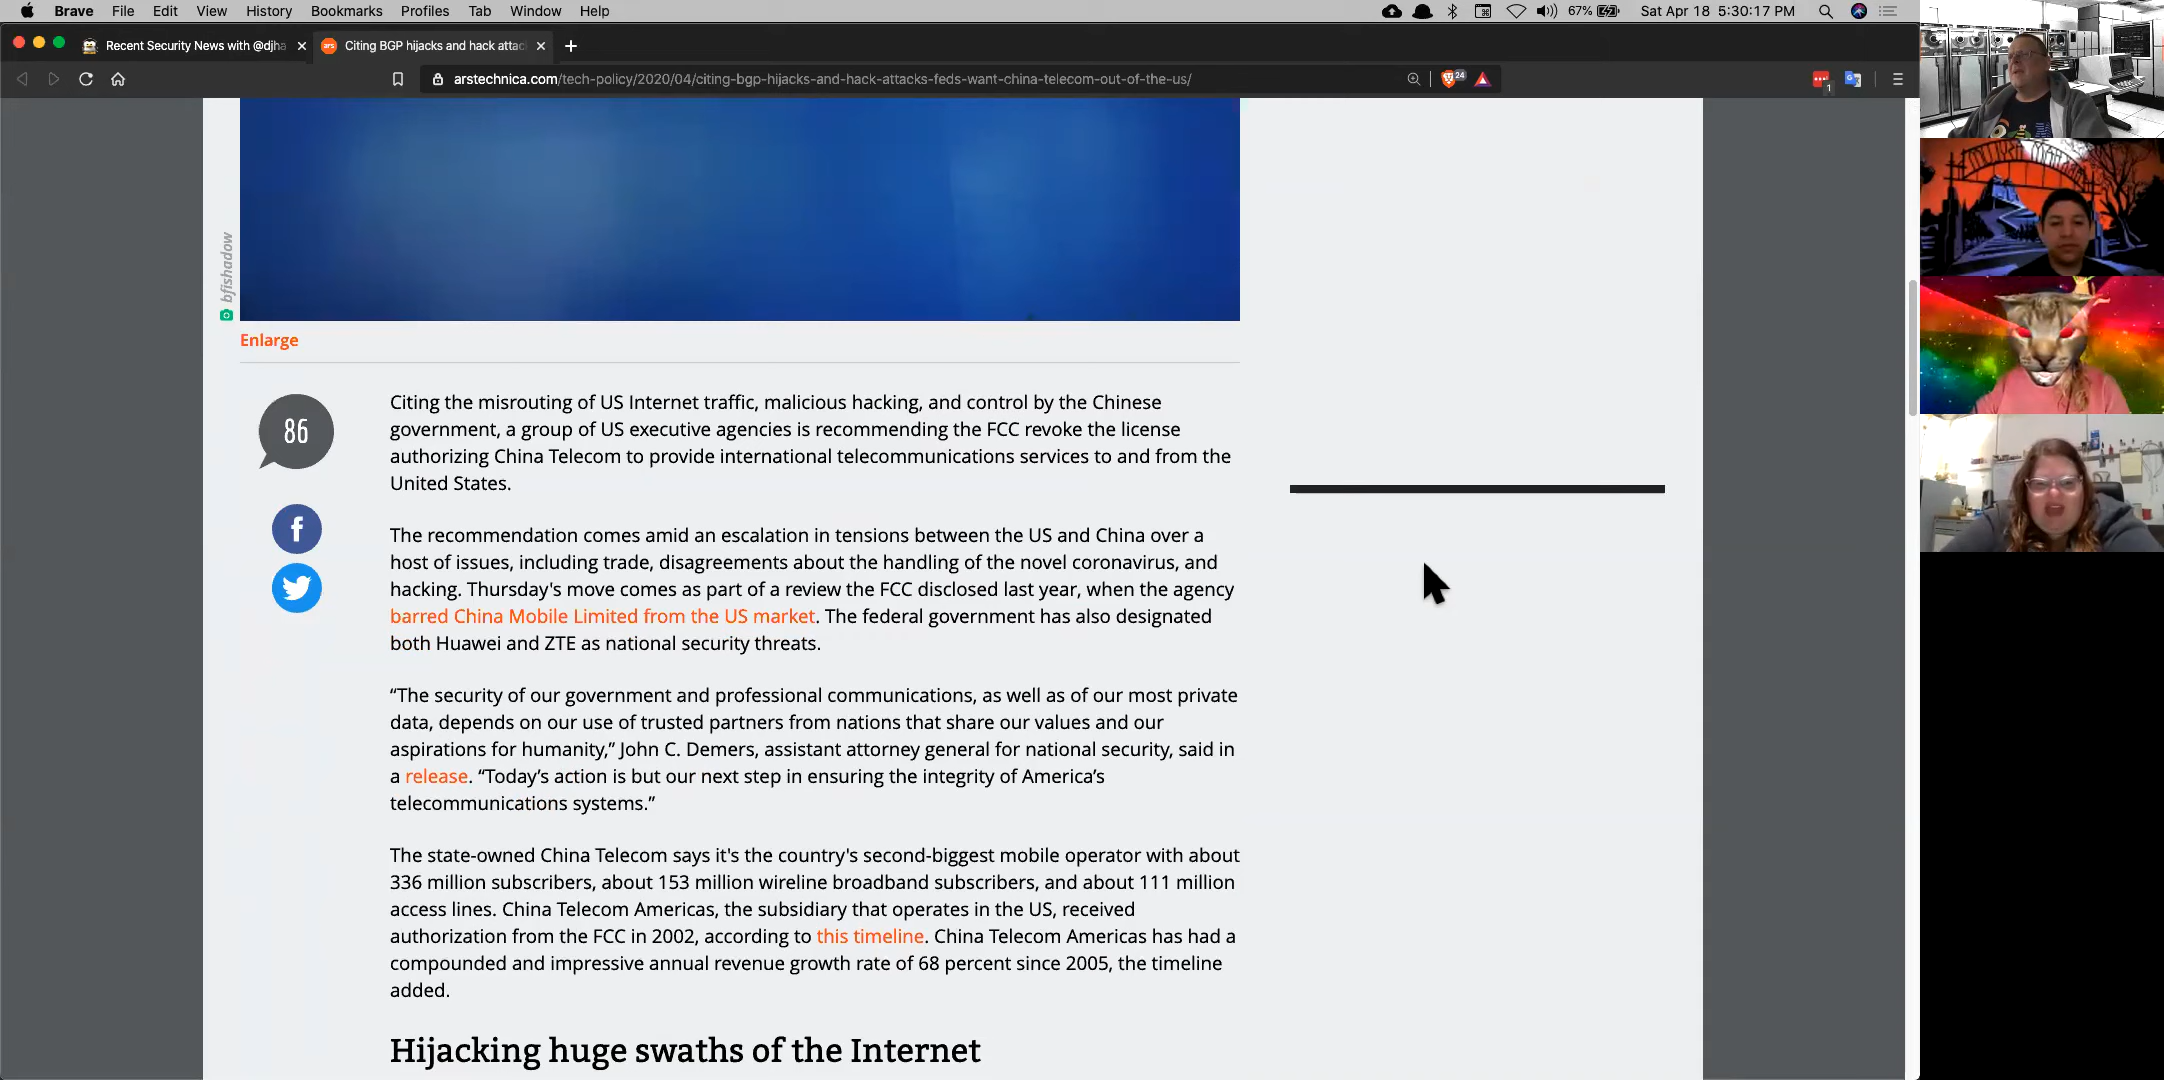 Brave File Edit View History Bookmarks Profiles Tab Window Help 67% Sat Apr 18 5:30:17 PM
Recent Security News with @djha
Citing BGP hijacks and hack attac
arstechnica.com/tech-policy/2020/04/citing-bgp-hijacks-and-hack-attacks-feds-want-china-telecom-out-of-the-us/
24
1
bfishadow
Enlarge
86
Citing the misrouting of US Internet traffic, malicious hacking, and control by the Chinese
government, a group of US executive agencies is recommending the FCC revoke the license
authorizing China Telecom to provide international telecommunications services to and from the
United States.
The recommendation comes amid an escalation in tensions between the US and China over a
host of issues, including trade, disagreements about the handling of the novel coronavirus, and
hacking. Thursday's move comes as part of a review the FCC disclosed last year, when the agency
barred China Mobile Limited from the US market. The federal government has also designated
both Huawei and ZTE as national security threats.
“The security of our government and professional communications, as well as of our most private
data, depends on our use of trusted partners from nations that share our values and our
aspirations for humanity,” John C. Demers, assistant attorney general for national security, said in
a release. “Today’s action is but our next step in ensuring the integrity of America’s
telecommunications systems.”
The state-owned China Telecom says it's the country's second-biggest mobile operator with about
336 million subscribers, about 153 million wireline broadband subscribers, and about 111 million
access lines. China Telecom Americas, the subsidiary that operates in the US, received
authorization from the FCC in 2002, according to this timeline. China Telecom Americas has had a
compounded and impressive annual revenue growth rate of 68 percent since 2005, the timeline
added.
Hijacking huge swaths of the Internet